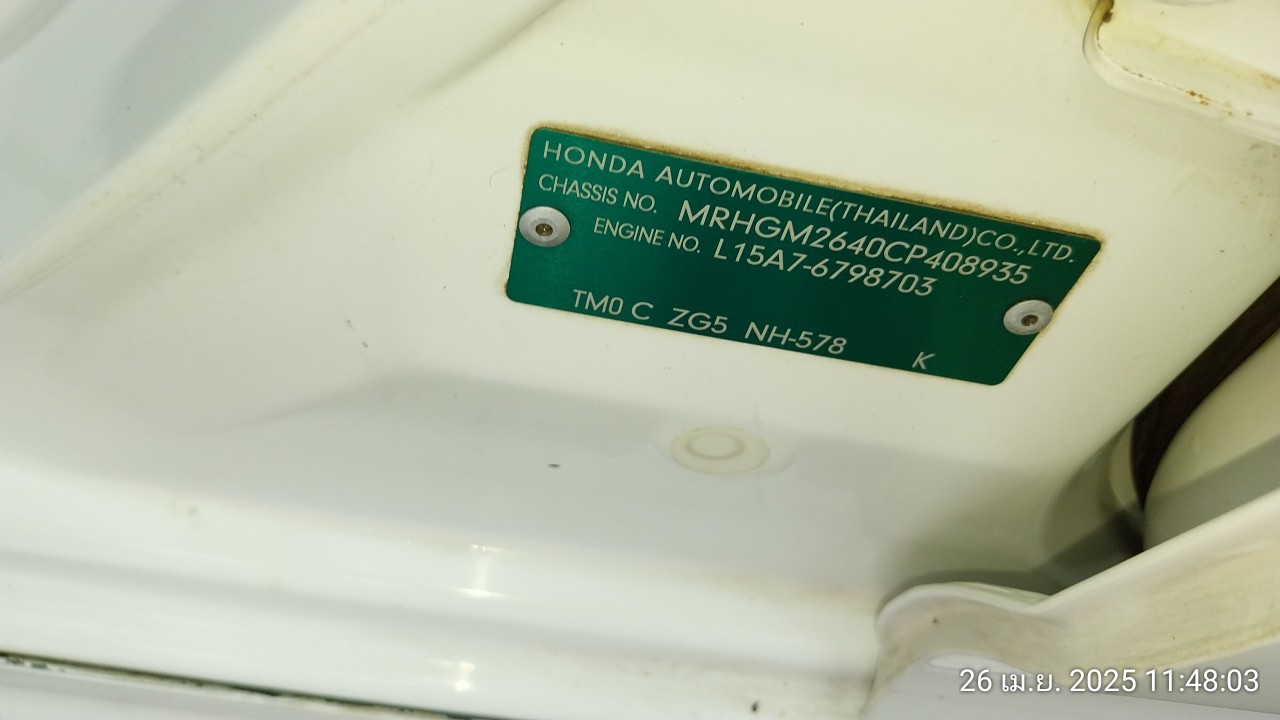 HONDA AUTOMOBILE(THAILAND)CO.,LTD.
CHASSIS NO. MRHGM2640CP408935
ENGINE NO. L15A7-6798703
TM0 C ZG5 NH-578 K
26 เม.ย. 2025 11:48:03